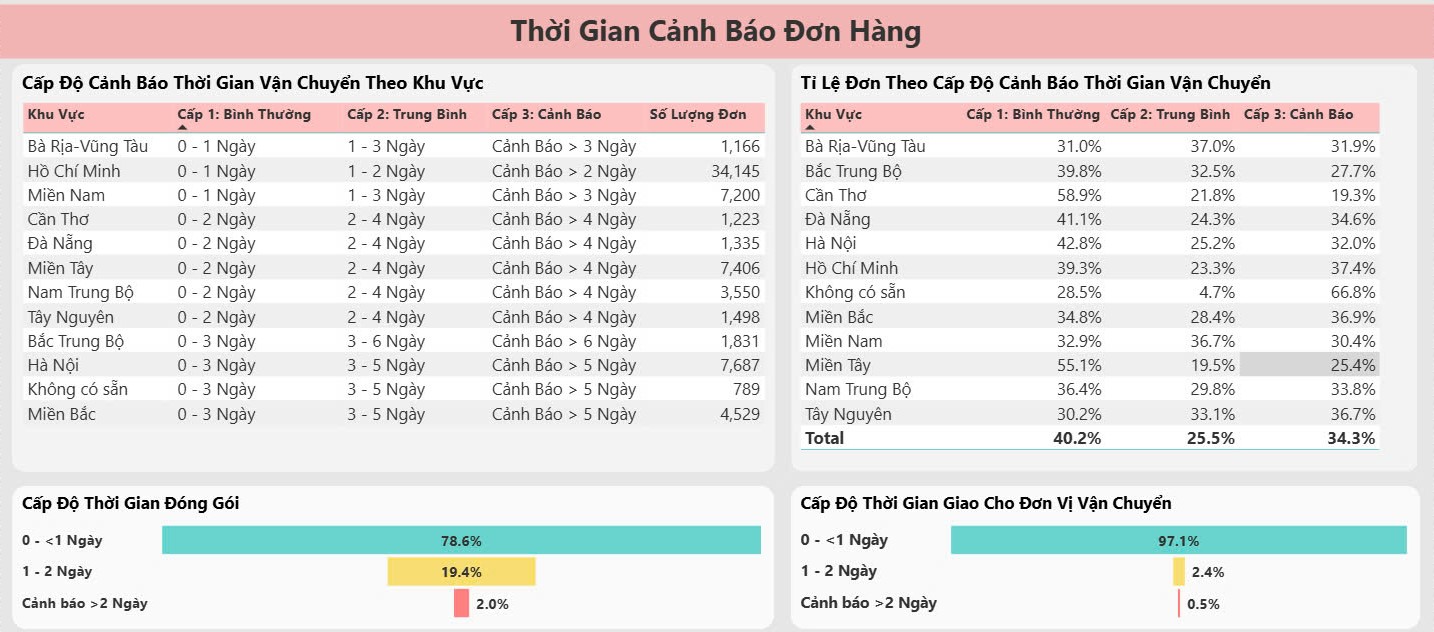 Thời Gian Cảnh Báo Đơn Hàng
Cấp Độ Cảnh Báo Thời Gian Vận Chuyển Theo Khu Vực
Khu Vực Cấp 1: Bình Thường Cấp 2: Trung Bình Cấp 3: Cảnh Báo Số Lượng Đơn
Bà Rịa-Vũng Tàu 0 - 1 Ngày 1 - 3 Ngày Cảnh Báo > 3 Ngày 1,166
Hồ Chí Minh 0 - 1 Ngày 1 - 2 Ngày Cảnh Báo > 2 Ngày 34,145
Miền Nam 0 - 1 Ngày 1 - 3 Ngày Cảnh Báo > 3 Ngày 7,200
Cần Thơ 0 - 2 Ngày 2 - 4 Ngày Cảnh Báo > 4 Ngày 1,223
Đà Nẵng 0 - 2 Ngày 2 - 4 Ngày Cảnh Báo > 4 Ngày 1,335
Miền Tây 0 - 2 Ngày 2 - 4 Ngày Cảnh Báo > 4 Ngày 7,406
Nam Trung Bộ 0 - 2 Ngày 2 - 4 Ngày Cảnh Báo > 4 Ngày 3,550
Tây Nguyên 0 - 2 Ngày 2 - 4 Ngày Cảnh Báo > 4 Ngày 1,498
Bắc Trung Bộ 0 - 3 Ngày 3 - 6 Ngày Cảnh Báo > 6 Ngày 1,831
Hà Nội 0 - 3 Ngày 3 - 5 Ngày Cảnh Báo > 5 Ngày 7,687
Không có sẵn 0 - 3 Ngày 3 - 5 Ngày Cảnh Báo > 5 Ngày 789
Miền Bắc 0 - 3 Ngày 3 - 5 Ngày Cảnh Báo > 5 Ngày 4,529
Tỉ Lệ Đơn Theo Cấp Độ Cảnh Báo Thời Gian Vận Chuyển
Khu Vực Cấp 1: Bình Thường Cấp 2: Trung Bình Cấp 3: Cảnh Báo
Bà Rịa-Vũng Tàu 31.0% 37.0% 31.9%
Bắc Trung Bộ 39.8% 32.5% 27.7%
Cần Thơ 58.9% 21.8% 19.3%
Đà Nẵng 41.1% 24.3% 34.6%
Hà Nội 42.8% 25.2% 32.0%
Hồ Chí Minh 39.3% 23.3% 37.4%
Không có sẵn 28.5% 4.7% 66.8%
Miền Bắc 34.8% 28.4% 36.9%
Miền Nam 32.9% 36.7% 30.4%
Miền Tây 55.1% 19.5% 25.4%
Nam Trung Bộ 36.4% 29.8% 33.8%
Tây Nguyên 30.2% 33.1% 36.7%
Total 40.2% 25.5% 34.3%
Cấp Độ Thời Gian Đóng Gói
0 - <1 Ngày 78.6%
1 - 2 Ngày 19.4%
Cảnh báo >2 Ngày 2.0%
Cấp Độ Thời Gian Giao Cho Đơn Vị Vận Chuyển
0 - <1 Ngày 97.1%
1 - 2 Ngày 2.4%
Cảnh báo >2 Ngày 0.5%